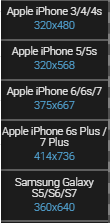 Apple iPhone 3/4/4s
320x480
Apple iPhone 5/5s
320x568
Apple iPhone 6/6s/7
375x667
Apple iPhone 6s Plus /
7 Plus
414x736
Samsung Galaxy
S5/S6/S7
360x640